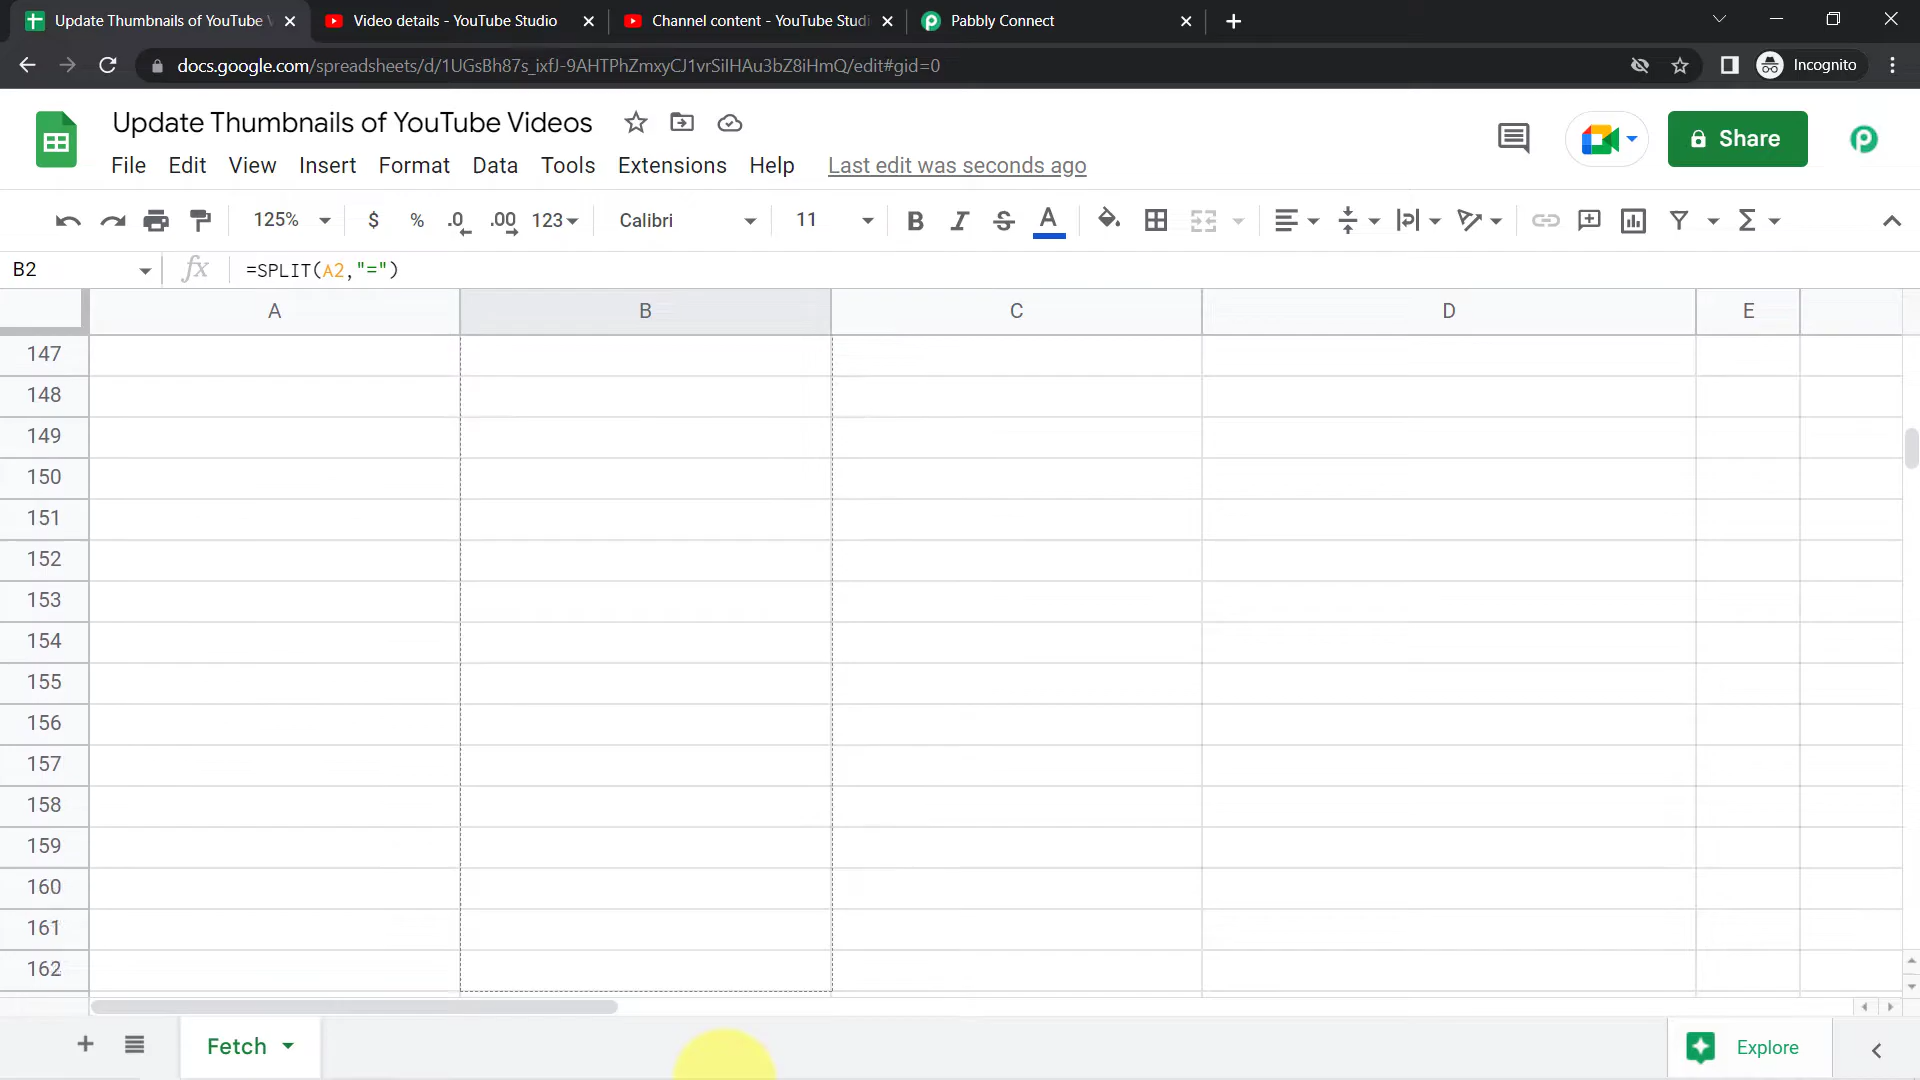 Update Thumbnails of YouTube V
Video details - YouTube Studio
Channel content - YouTube Studi
Pabbly Connect
docs.google.com/spreadsheets/d/1UGsBh87s_ixfJ-9AHTPhZmxyCJ1vrSiIHAu3bZ8iHmQ/edit#gid=0
Incognito
Update Thumbnails of YouTube Videos
Share
File Edit View Insert Format Data Tools Extensions Help Last edit was seconds ago
125% $ % .0 .00 123 Calibri 11 B I S A Σ
B2 fx =SPLIT(A2,"=")
A B C D E
147
148
149
150
151
152
153
154
155
156
157
158
159
160
161
162
Fetch
Explore